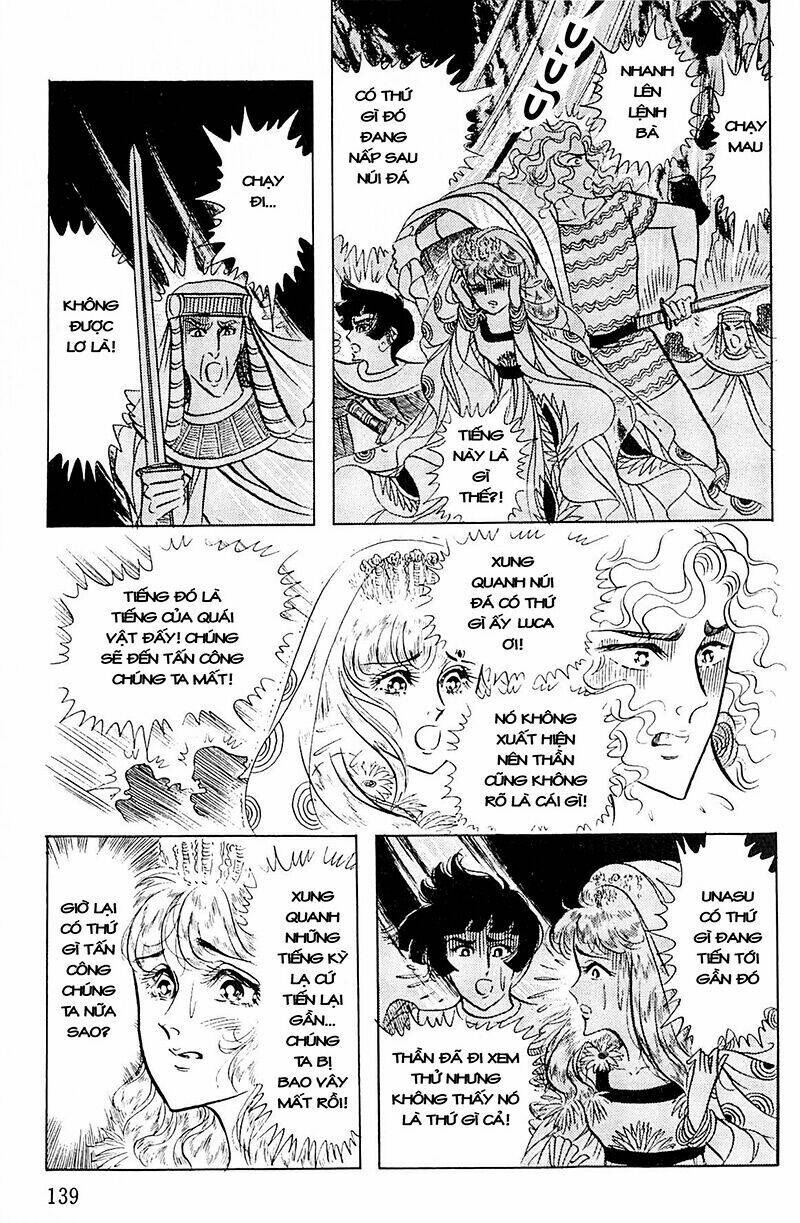 CHẠY
MAU
NHANH
LÊN
LỆNH
BÀ
CÓ THỨ
GÌ ĐÓ
ĐANG
NẤP SAU
NÚI ĐÁ
TIẾNG
NÀY LÀ
GÌ
THẾ?!
CHẠY
ĐI...
KHÔNG
ĐƯỢC
LƠ LÀ!
XUNG
QUANH NÚI
ĐÁ CÓ THỨ
GÌ ẤY LUCA
ƠI!
NÓ KHÔNG
XUẤT HIỆN
NÊN THẦN
CŨNG KHÔNG
RÕ LÀ CÁI GÌ!
TIẾNG ĐÓ LÀ
TIẾNG CỦA QUÁI
VẬT ĐẤY! CHÚNG
SẼ ĐẾN TẤN CÔNG
CHÚNG TA MẤT!
UNASU
CÓ THỨ
GÌ ĐANG
TIẾN TỚI
GẦN ĐÓ
THẦN ĐÃ ĐI XEM
THỬ NHƯNG
KHÔNG THẤY NÓ
LÀ THỨ GÌ CẢ!
XUNG
QUANH
NHỮNG
TIẾNG KỲ
LẠ CỨ
TIẾN LẠI
GẦN...
CHÚNG
TA BỊ
BAO VÂY
MẤT RỒI!
GIỜ LẠI
CÓ THỨ
GÌ TẤN
CÔNG
CHÚNG
TA NỮA
SAO?
139